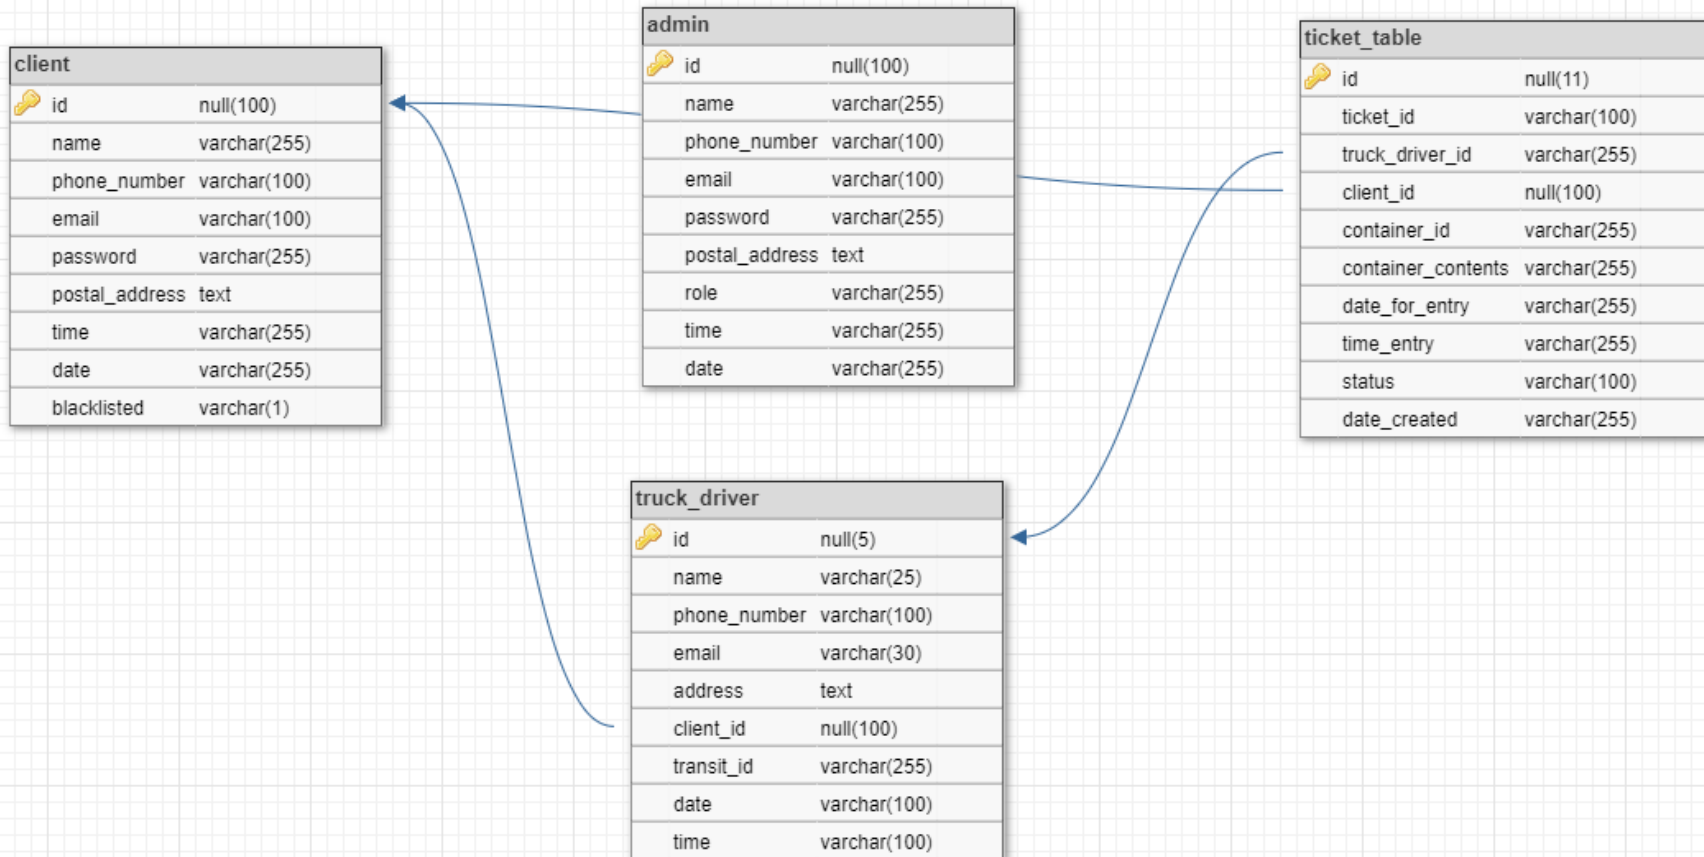 client
id null(100)
name varchar(255)
phone_number varchar(100)
email varchar(100)
password varchar(255)
postal_address text
time varchar(255)
date varchar(255)
blacklisted varchar(1)
admin
id null(100)
name varchar(255)
phone_number varchar(100)
email varchar(100)
password varchar(255)
postal_address text
role varchar(255)
time varchar(255)
date varchar(255)
ticket_table
id null(11)
ticket_id varchar(100)
truck_driver_id varchar(255)
client_id null(100)
container_id varchar(255)
container_contents varchar(255)
date_for_entry varchar(255)
time_entry varchar(255)
status varchar(100)
date_created varchar(255)
truck_driver
id null(5)
name varchar(25)
phone_number varchar(100)
email varchar(30)
address text
client_id null(100)
transit_id varchar(255)
date varchar(100)
time varchar(100)